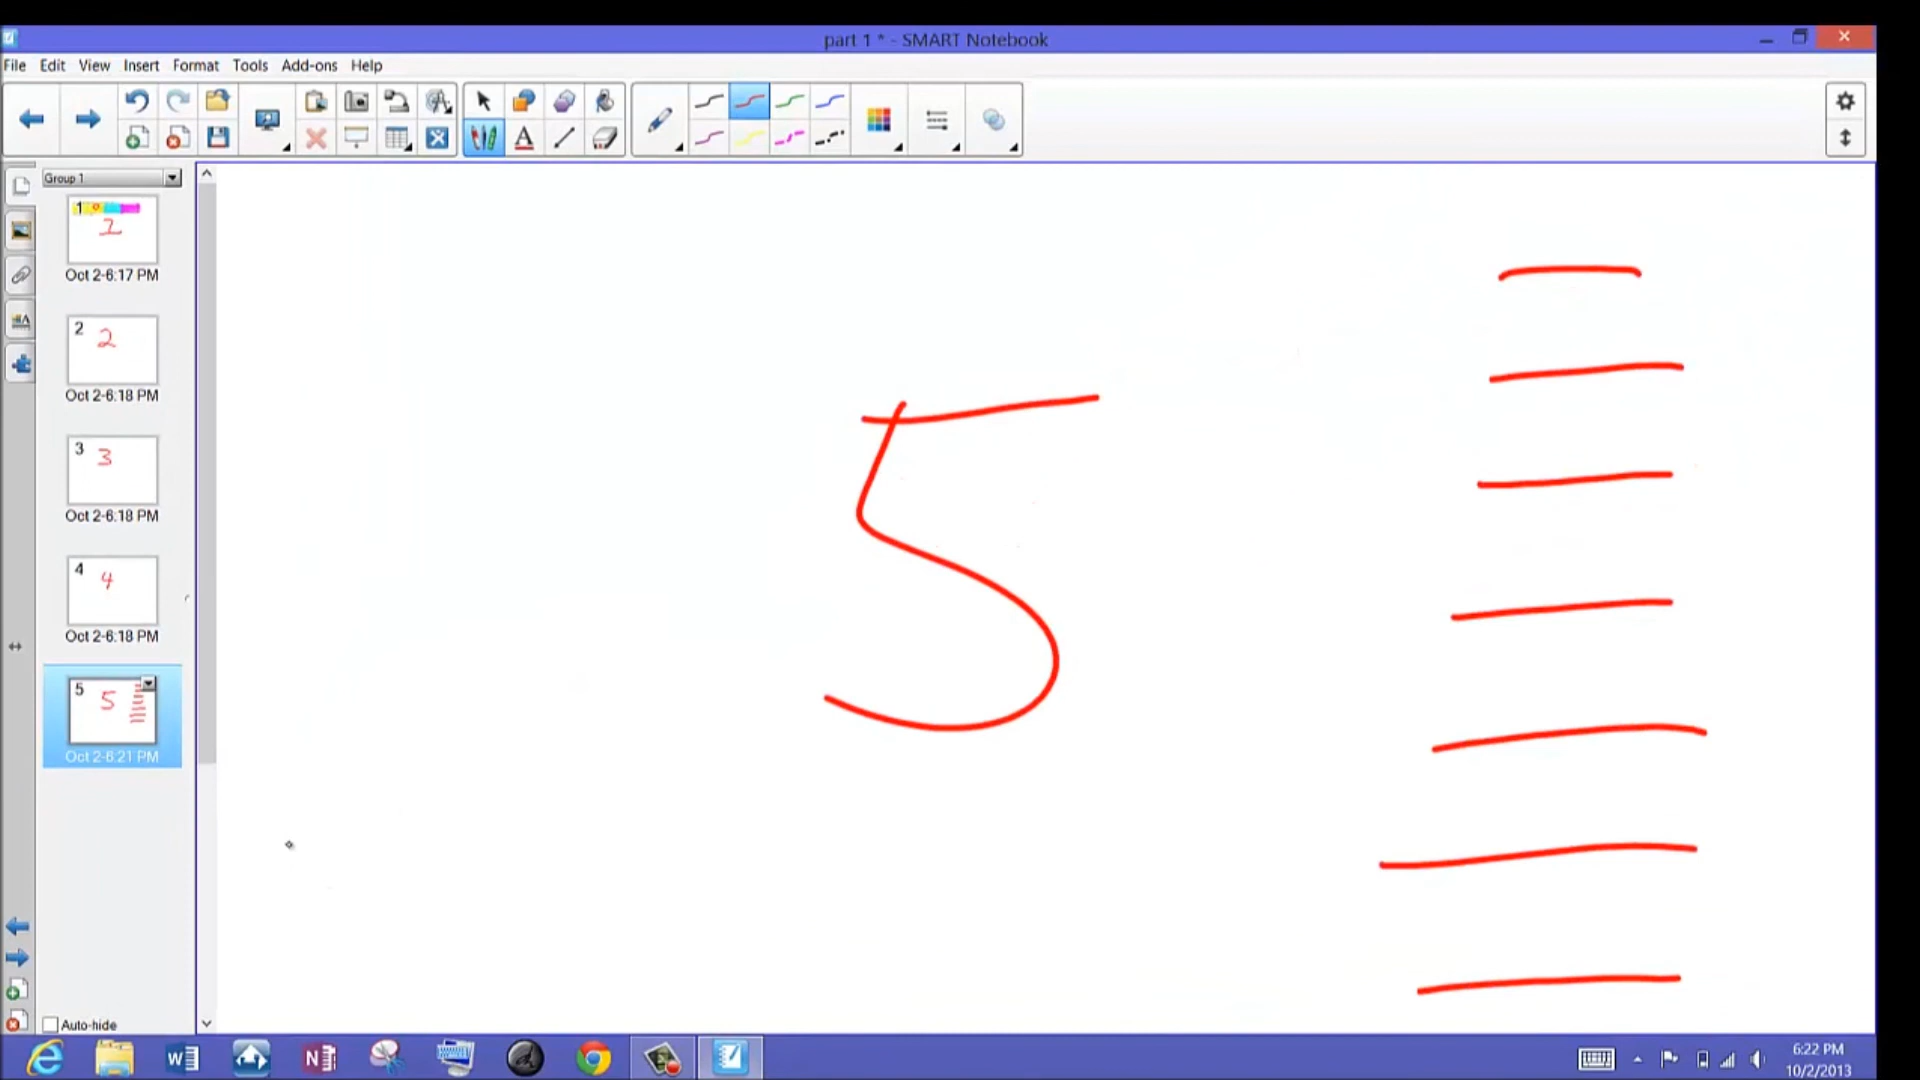 part 1 * - SMART Notebook
File Edit View Insert Format Tools Add-ons Help
A
Group 1
1
Oct 2-6:17 PM
2 2
Oct 2-6:18 PM
3 3
Oct 2-6:18 PM
4 4
Oct 2-6:18 PM
5 5
Oct 2-6:21 PM
5
Auto-hide
6:22 PM
10/2/2013